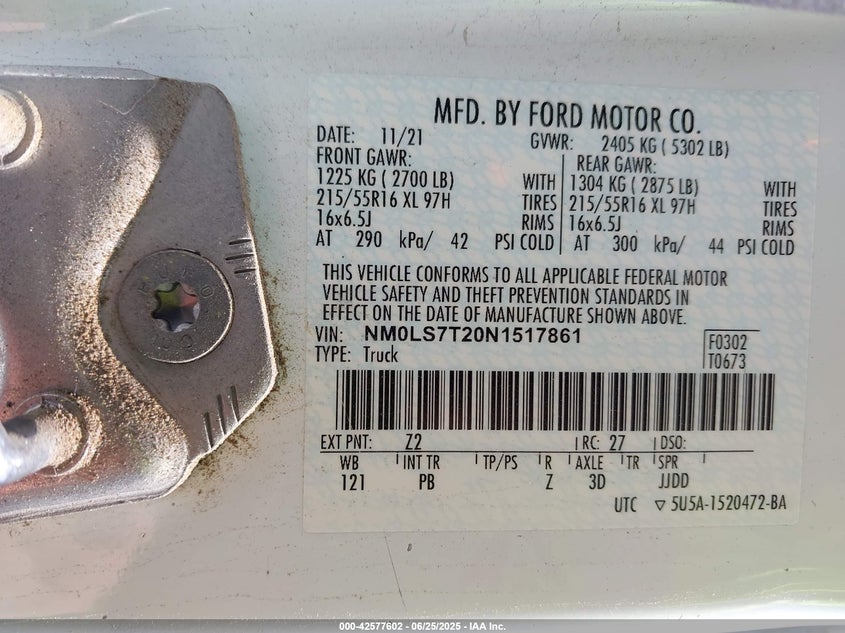 MFD. BY FORD MOTOR CO.
DATE: 11/21 GVWR: 2405 KG ( 5302 LB)
FRONT GAWR: REAR GAWR:
1225 KG ( 2700 LB) WITH 1304 KG ( 2875 LB) WITH
215/55R16 XL 97H TIRES 215/55R16 XL 97H TIRES
16x6.5J RIMS 16x6.5J RIMS
AT 290 kPa/ 42 PSI COLD AT 300 kPa/ 44 PSI COLD
THIS VEHICLE CONFORMS TO ALL APPLICABLE FEDERAL MOTOR
VEHICLE SAFETY AND THEFT PREVENTION STANDARDS IN
EFFECT ON THE DATE OF MANUFACTURE SHOWN ABOVE.
VIN: NM0LS7T20N1517861 F0302
TYPE: Truck T0673
EXT PNT: Z2 RC: 27 DSO:
WB INT TR TP/PS R AXLE TR SPR
121 PB Z 3D JJDD
UTC ▽ 5U5A-1520472-BA
000-42577602 - 06/25/2025 - IAA Inc.